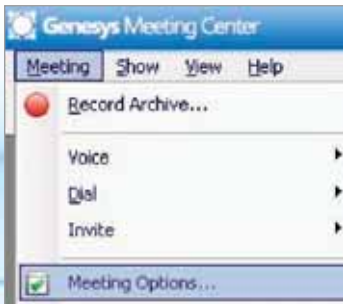 Genesys Meeting Center
Meeting Show View Help
Record Archive...
Voice
Dial
Invite
Meeting Options...